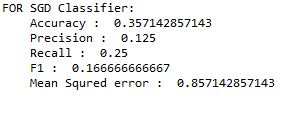 FOR SGD Classifier:
Accuracy :  0.357142857143
Precision :  0.125
Recall :  0.25
F1 :  0.166666666667
Mean Squred error :  0.857142857143